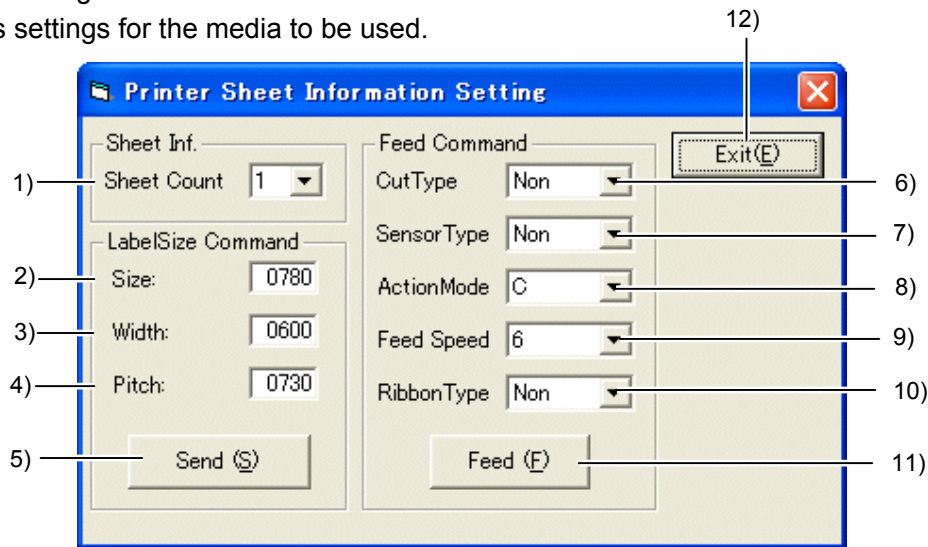 s settings for the media to be used.
12)
Printer Sheet Information Setting
Sheet Inf.
1)
Sheet Count 1
LabelSize Command
2)
Size: 0780
3)
Width: 0600
4)
Pitch: 0730
5)
Send (S)
Feed Command
CutType Non
6)
SensorType Non
7)
ActionMode C
8)
Feed Speed 6
9)
RibbonType Non
10)
Feed (F)
11)
Exit(E)